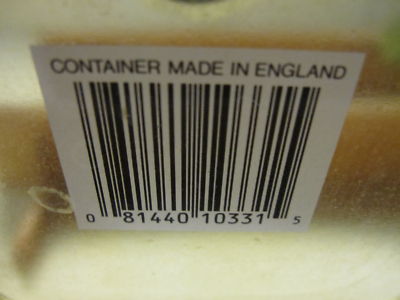 CONTAINER MADE IN ENGLAND
0 81440 10331 5